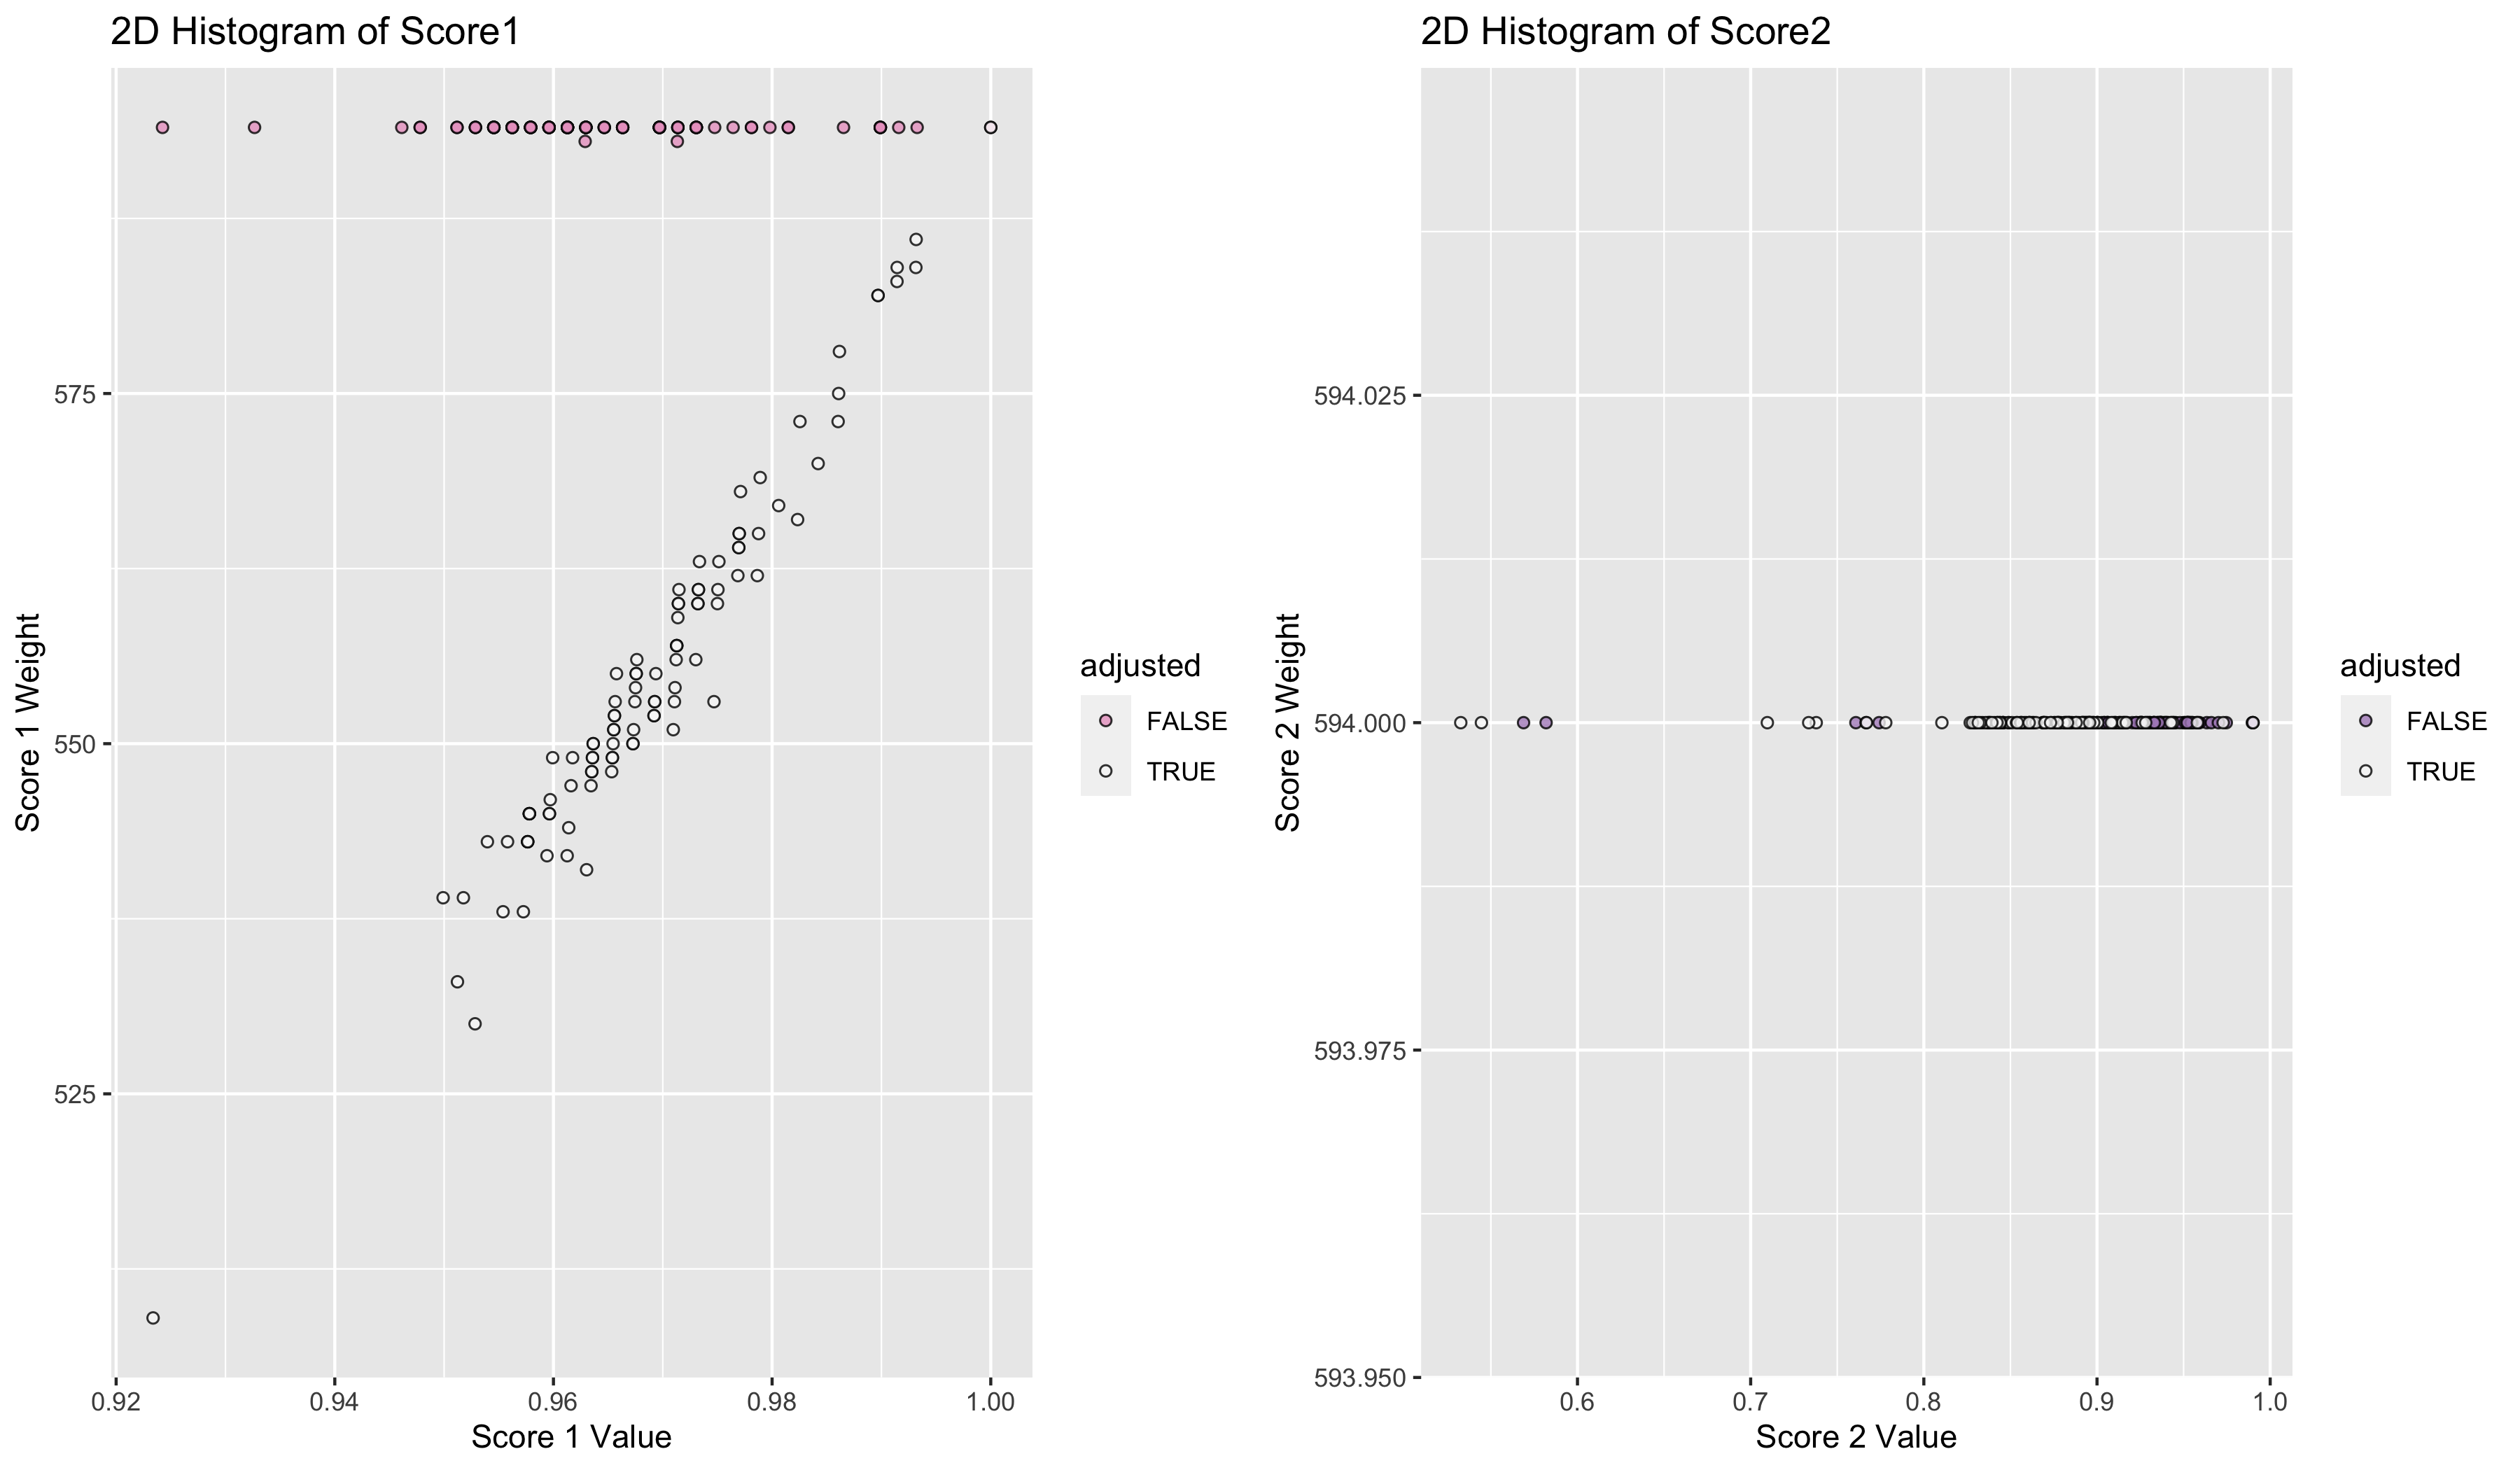 2D Histogram of Score1
Score 1 Weight
575
550
525
0.92 0.94 0.96 0.98 1.00
Score 1 Value
adjusted
FALSE
TRUE
2D Histogram of Score2
Score 2 Weight
594.025
594.000
593.975
593.950
0.6 0.7 0.8 0.9 1.0
Score 2 Value
adjusted
FALSE
TRUE